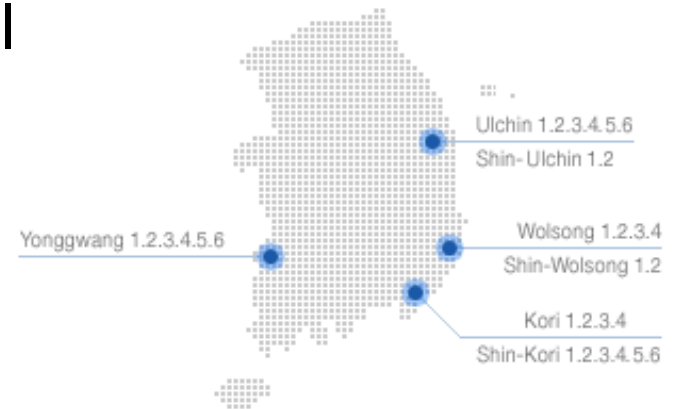 Ulchin 1.2.3.4.5.6
Shin-Ulchin 1.2
Yonggwang 1.2.3.4.5.6
Wolsong 1.2.3.4
Shin-Wolsong 1.2
Kori 1.2.3.4
Shin-Kori 1.2.3.4.5.6